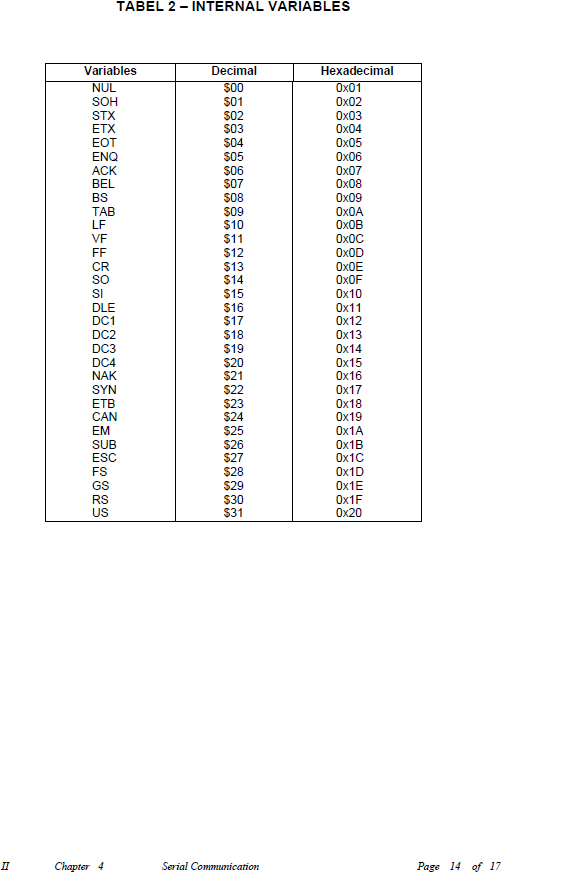 TABEL 2 – INTERNAL VARIABLES
Variables Decimal Hexadecimal
NUL $00 0x01
SOH $01 0x02
STX $02 0x03
ETX $03 0x04
EOT $04 0x05
ENQ $05 0x06
ACK $06 0x07
BEL $07 0x08
BS $08 0x09
TAB $09 0x0A
LF $10 0x0B
VF $11 0x0C
FF $12 0x0D
CR $13 0x0E
SO $14 0x0F
SI $15 0x10
DLE $16 0x11
DC1 $17 0x12
DC2 $18 0x13
DC3 $19 0x14
DC4 $20 0x15
NAK $21 0x16
SYN $22 0x17
ETB $23 0x18
CAN $24 0x19
EM $25 0x1A
SUB $26 0x1B
ESC $27 0x1C
FS $28 0x1D
GS $29 0x1E
RS $30 0x1F
US $31 0x20
II Chapter 4 Serial Communication Page 14 of 17